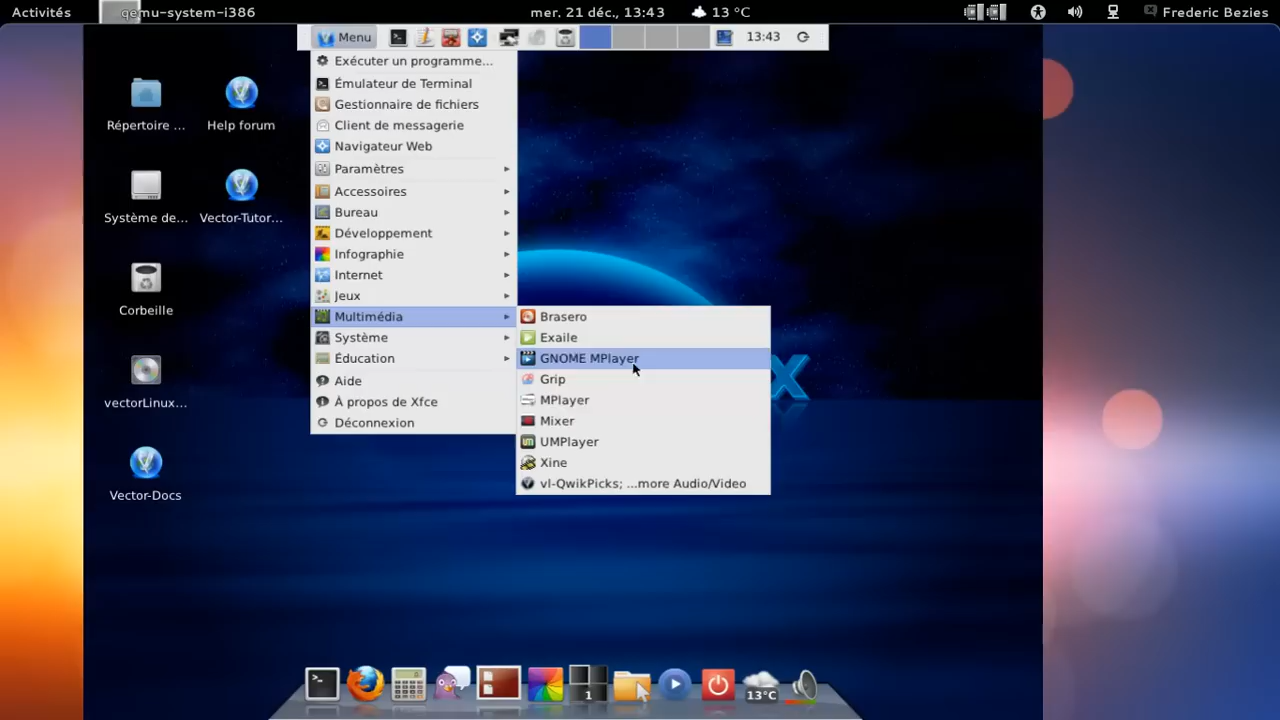 Activités
qemu-system-i386
mer. 21 déc., 13:43
13 °C
Frederic Bezies
Menu
13:43
Répertoire ...
Help forum
Système de...
Vector-Tutor...
Corbeille
vectorLinux...
Vector-Docs
Exécuter un programme...
Émulateur de Terminal
Gestionnaire de fichiers
Client de messagerie
Navigateur Web
Paramètres
Accessoires
Bureau
Développement
Infographie
Internet
Jeux
Multimédia
Système
Éducation
Aide
À propos de Xfce
Déconnexion
Brasero
Exaile
GNOME MPlayer
Grip
MPlayer
Mixer
UMPlayer
Xine
vl-QwikPicks; ...more Audio/Video
X
1
13°C